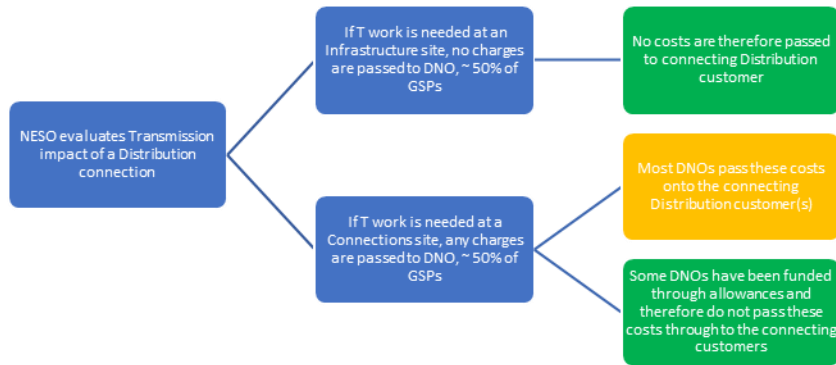 If T work is needed at an
Infrastructure site, no charges
are passed to DNO, ~ 50% of
GSPs
No costs are therefore passed
to connecting Distribution
customer
NESO evaluates Transmission
impact of a Distribution
connection
Most DNOs pass these costs
onto the connecting
Distribution customer(s)
If T work is needed at a
Connections site, any charges
are passed to DNO, ~ 50% of
GSPs
Some DNOs have been funded
through allowances and
therefore do not pass these
costs through to the connecting
customers